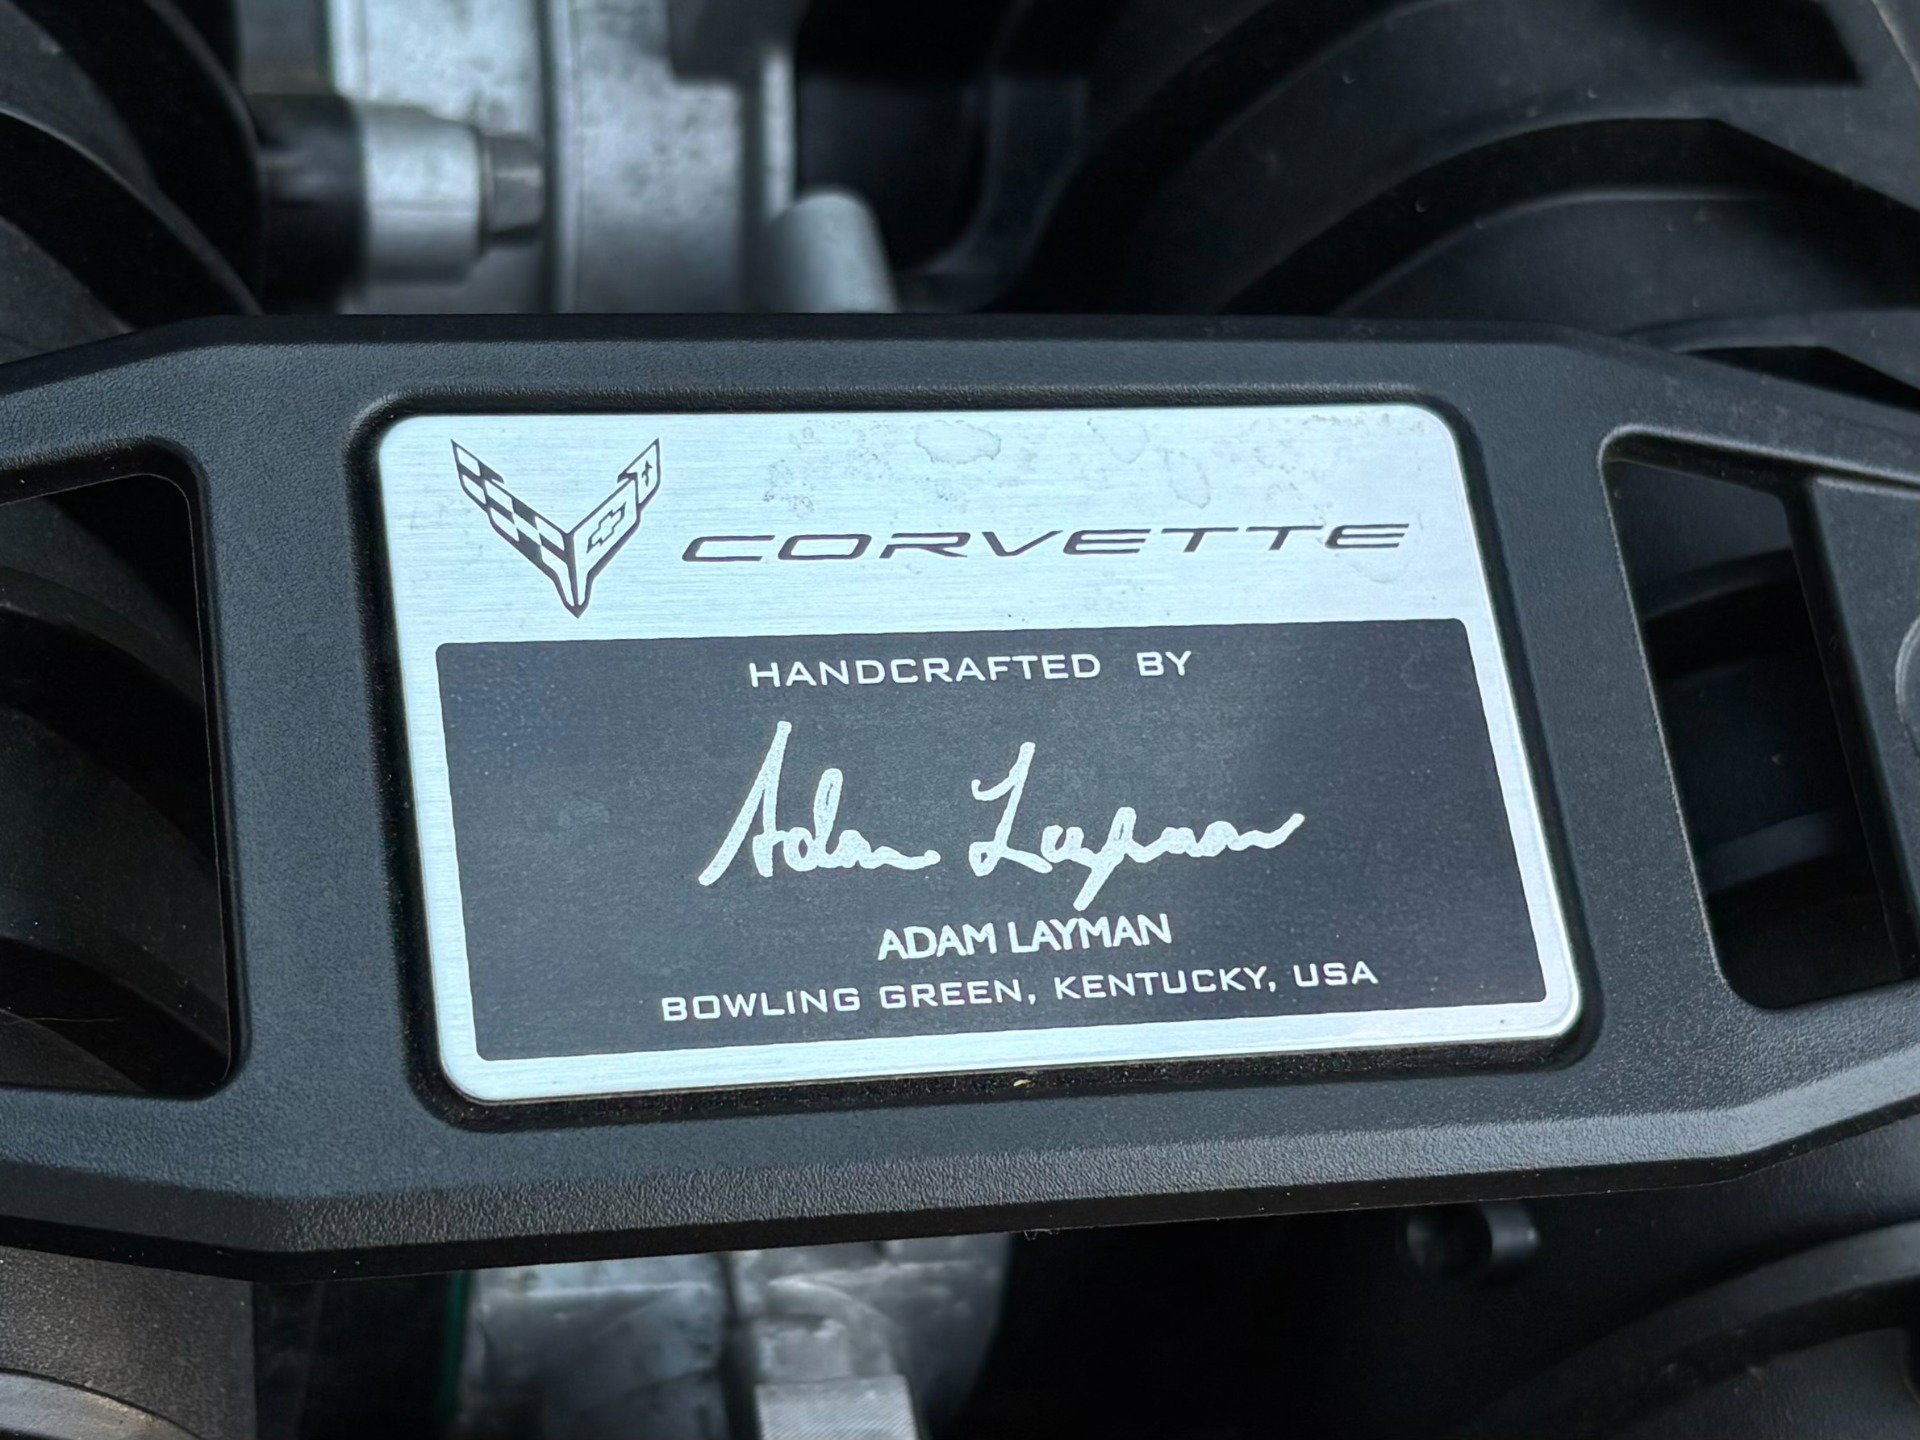 CORVETTE
HANDCRAFTED BY
Adam Layman
ADAM LAYMAN
BOWLING GREEN, KENTUCKY, USA